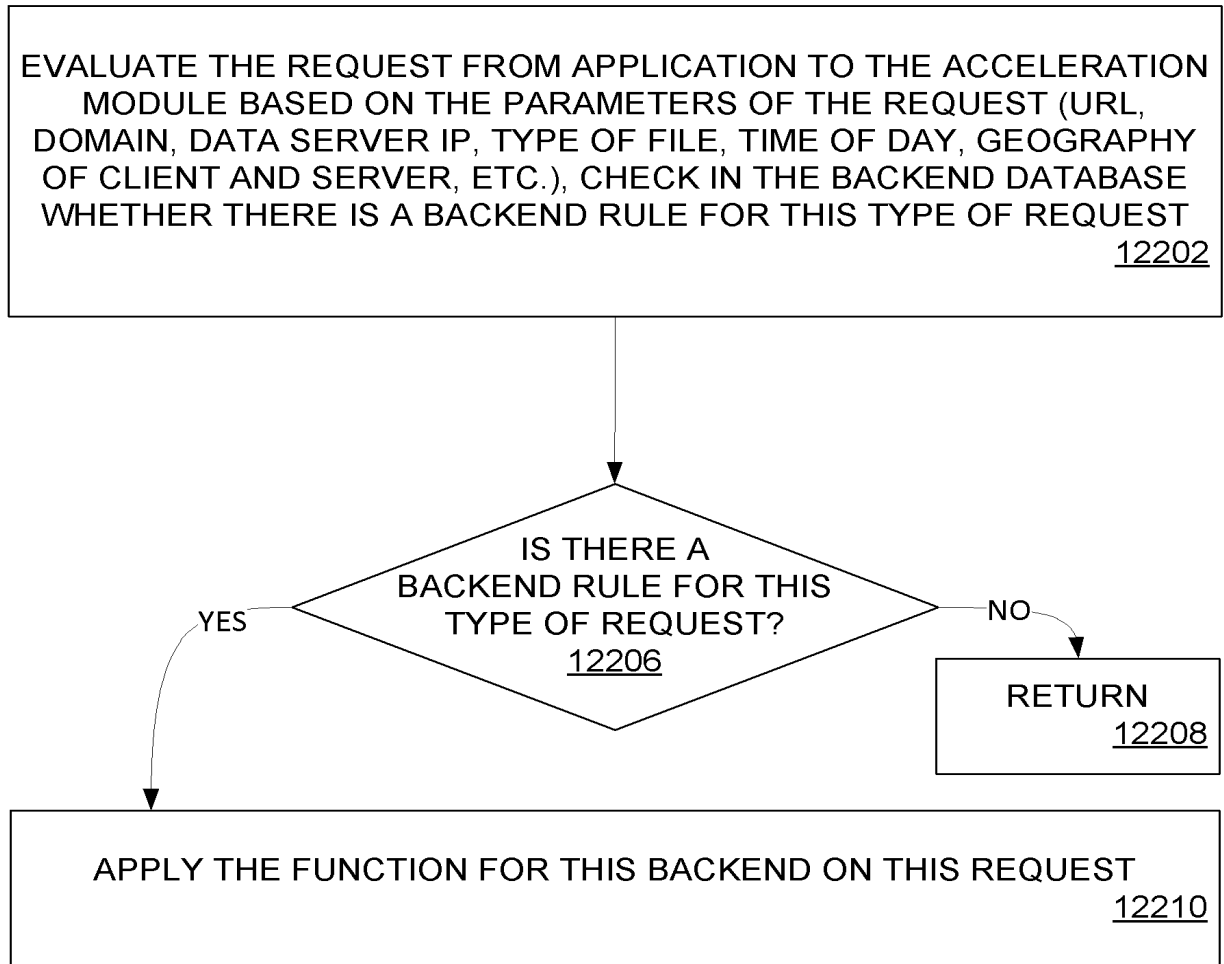 EVALUATE THE REQUEST FROM APPLICATION TO THE ACCELERATION
MODULE BASED ON THE PARAMETERS OF THE REQUEST (URL,
DOMAIN, DATA SERVER IP, TYPE OF FILE, TIME OF DAY, GEOGRAPHY
OF CLIENT AND SERVER, ETC.), CHECK IN THE BACKEND DATABASE
WHETHER THERE IS A BACKEND RULE FOR THIS TYPE OF REQUEST
12202
IS THERE A
BACKEND RULE FOR THIS
TYPE OF REQUEST?
12206
YES
NO
RETURN
12208
APPLY THE FUNCTION FOR THIS BACKEND ON THIS REQUEST
12210